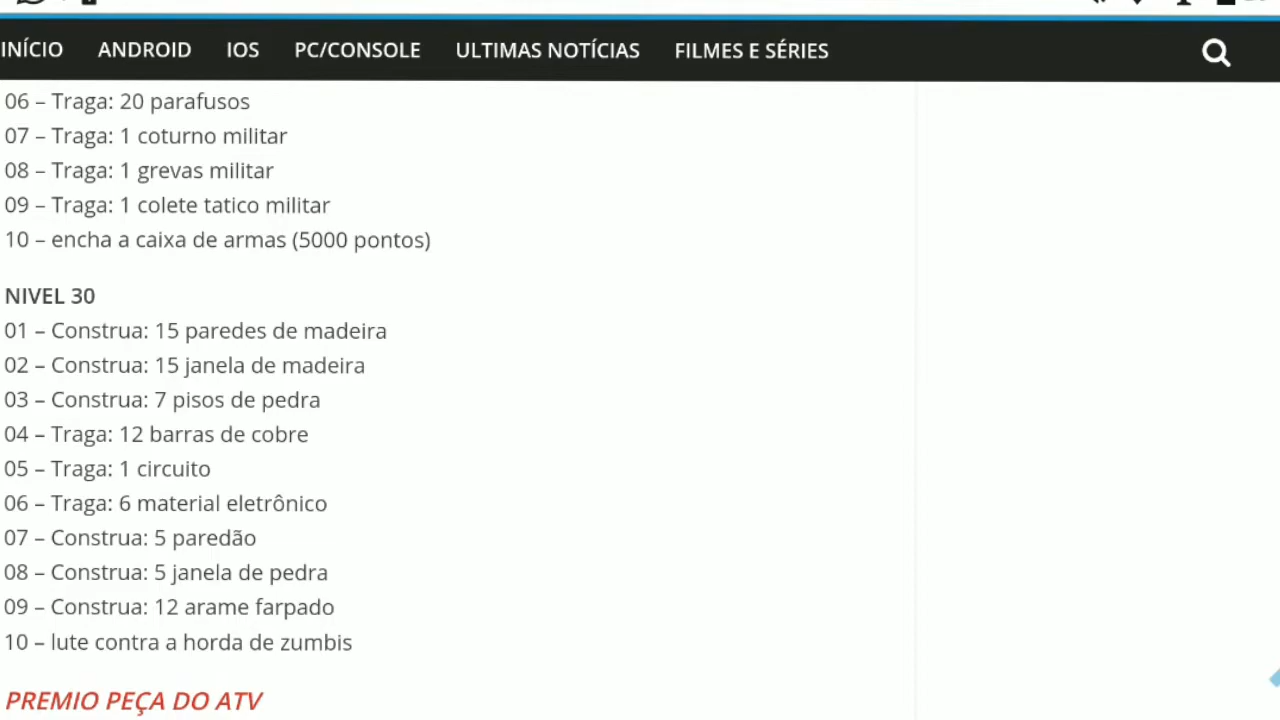 INÍCIO ANDROID IOS PC/CONSOLE ULTIMAS NOTÍCIAS FILMES E SÉRIES
06 – Traga: 20 parafusos
07 – Traga: 1 coturno militar
08 – Traga: 1 grevas militar
09 – Traga: 1 colete tatico militar
10 – encha a caixa de armas (5000 pontos)
NIVEL 30
01 – Construa: 15 paredes de madeira
02 – Construa: 15 janela de madeira
03 – Construa: 7 pisos de pedra
04 – Traga: 12 barras de cobre
05 – Traga: 1 circuito
06 – Traga: 6 material eletrônico
07 – Construa: 5 paredão
08 – Construa: 5 janela de pedra
09 – Construa: 12 arame farpado
10 – lute contra a horda de zumbis
PREMIO PEÇA DO ATV